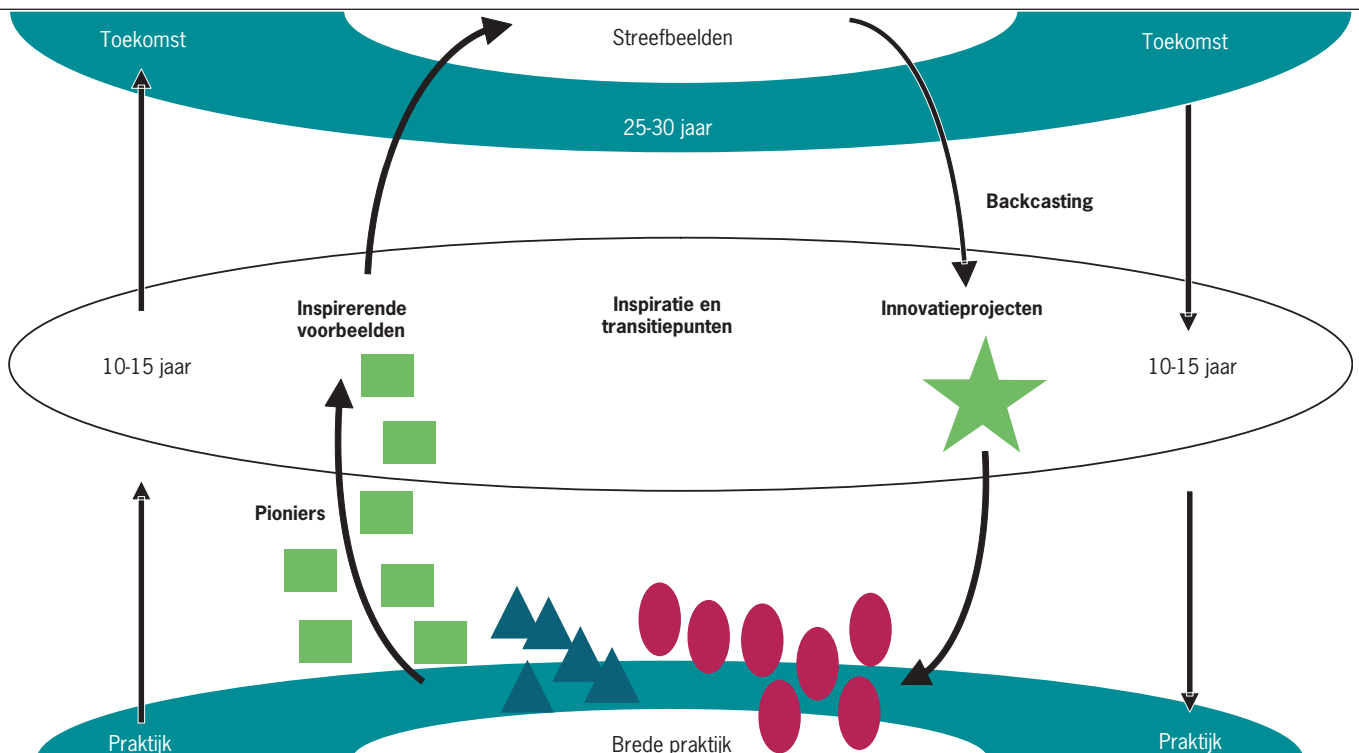 Toekomst
Streefbeelden
Toekomst
25-30 jaar
Backcasting
Inspirerende
voorbeelden
Inspiratie en
transitiepunten
Innovatieprojecten
10-15 jaar
10-15 jaar
Pioniers
Praktijk
Brede praktijk
Praktijk